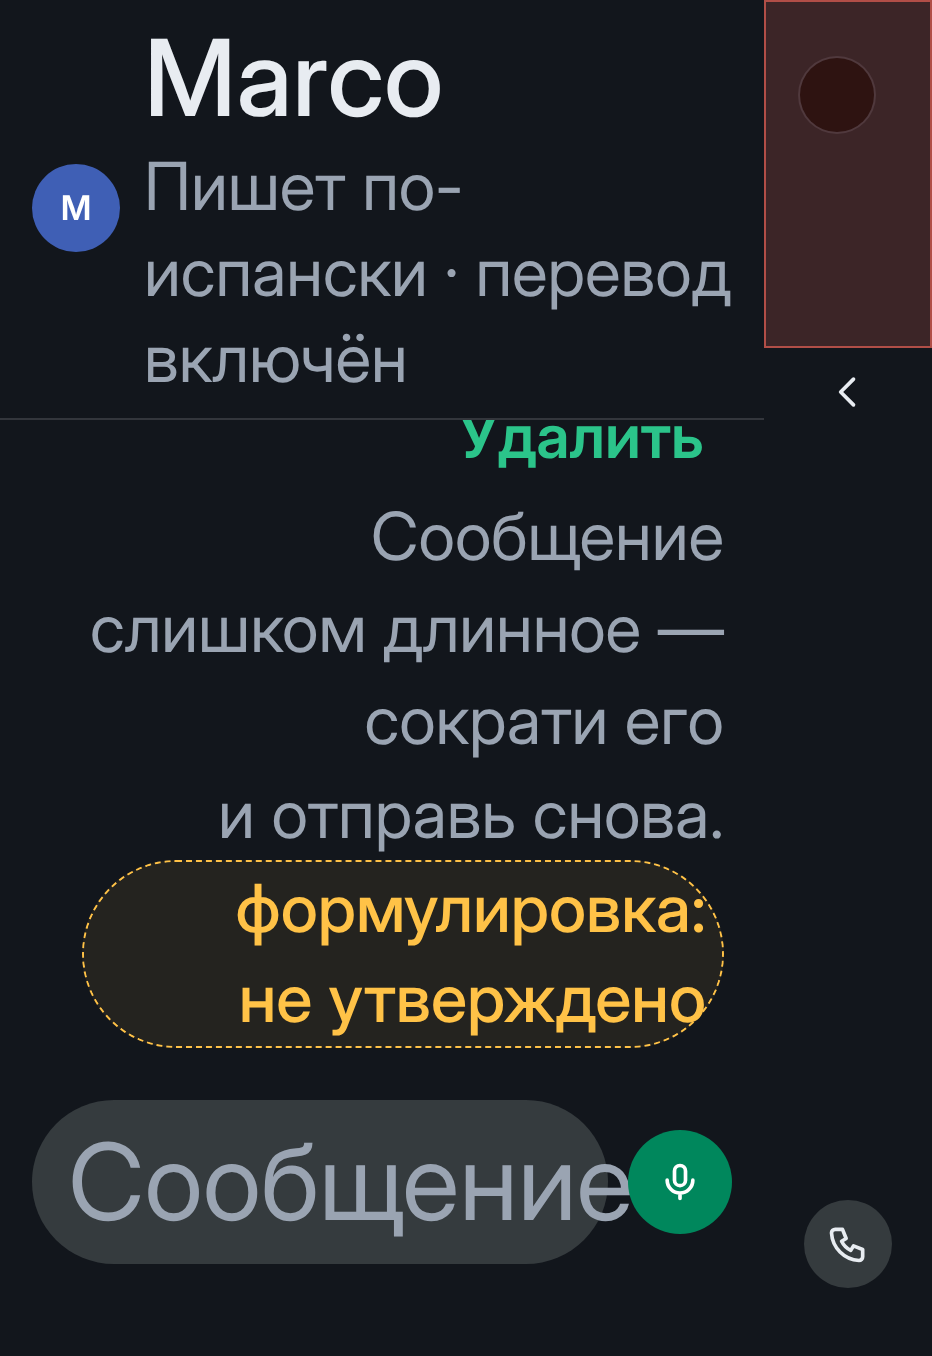 Marco
M
Пишет по-
испански · перевод
включён
Удалить
Сообщение
слишком длинное —
сократи его
и отправь снова.
формулировка:
не утверждено
Сообщение